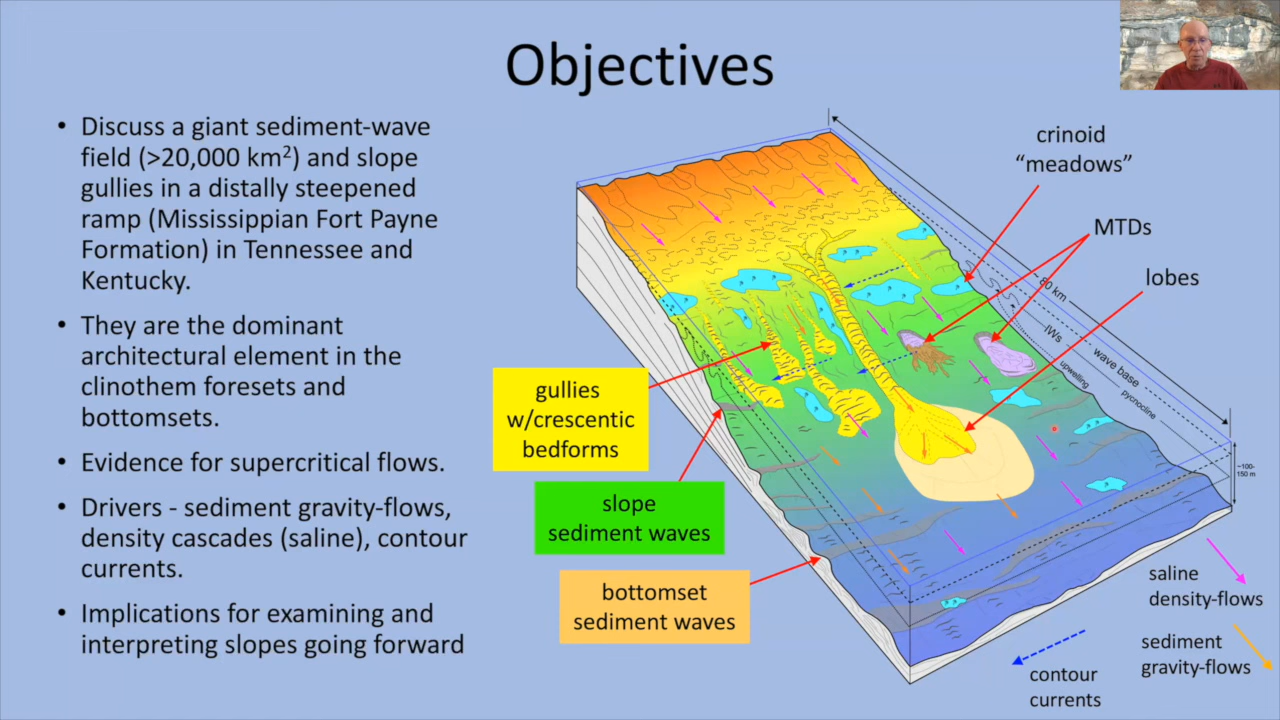 Objectives
• Discuss a giant sediment-wave
field (>20,000 km²) and slope
gullies in a distally steepened
ramp (Mississippian Fort Payne
Formation) in Tennessee and
Kentucky.
• They are the dominant
architectural element in the
clinothem foresets and
bottomsets.
• Evidence for supercritical flows.
• Drivers - sediment gravity-flows,
density cascades (saline), contour
currents.
• Implications for examining and
interpreting slopes going forward
crinoid
“meadows”
MTDs
lobes
~80 km
IWs
wave base
upwelling
pycnocline
~100-
150 m
gullies
w/crescentic
bedforms
slope
sediment waves
bottomset
sediment waves
saline
density-flows
sediment
gravity-flows
contour
currents